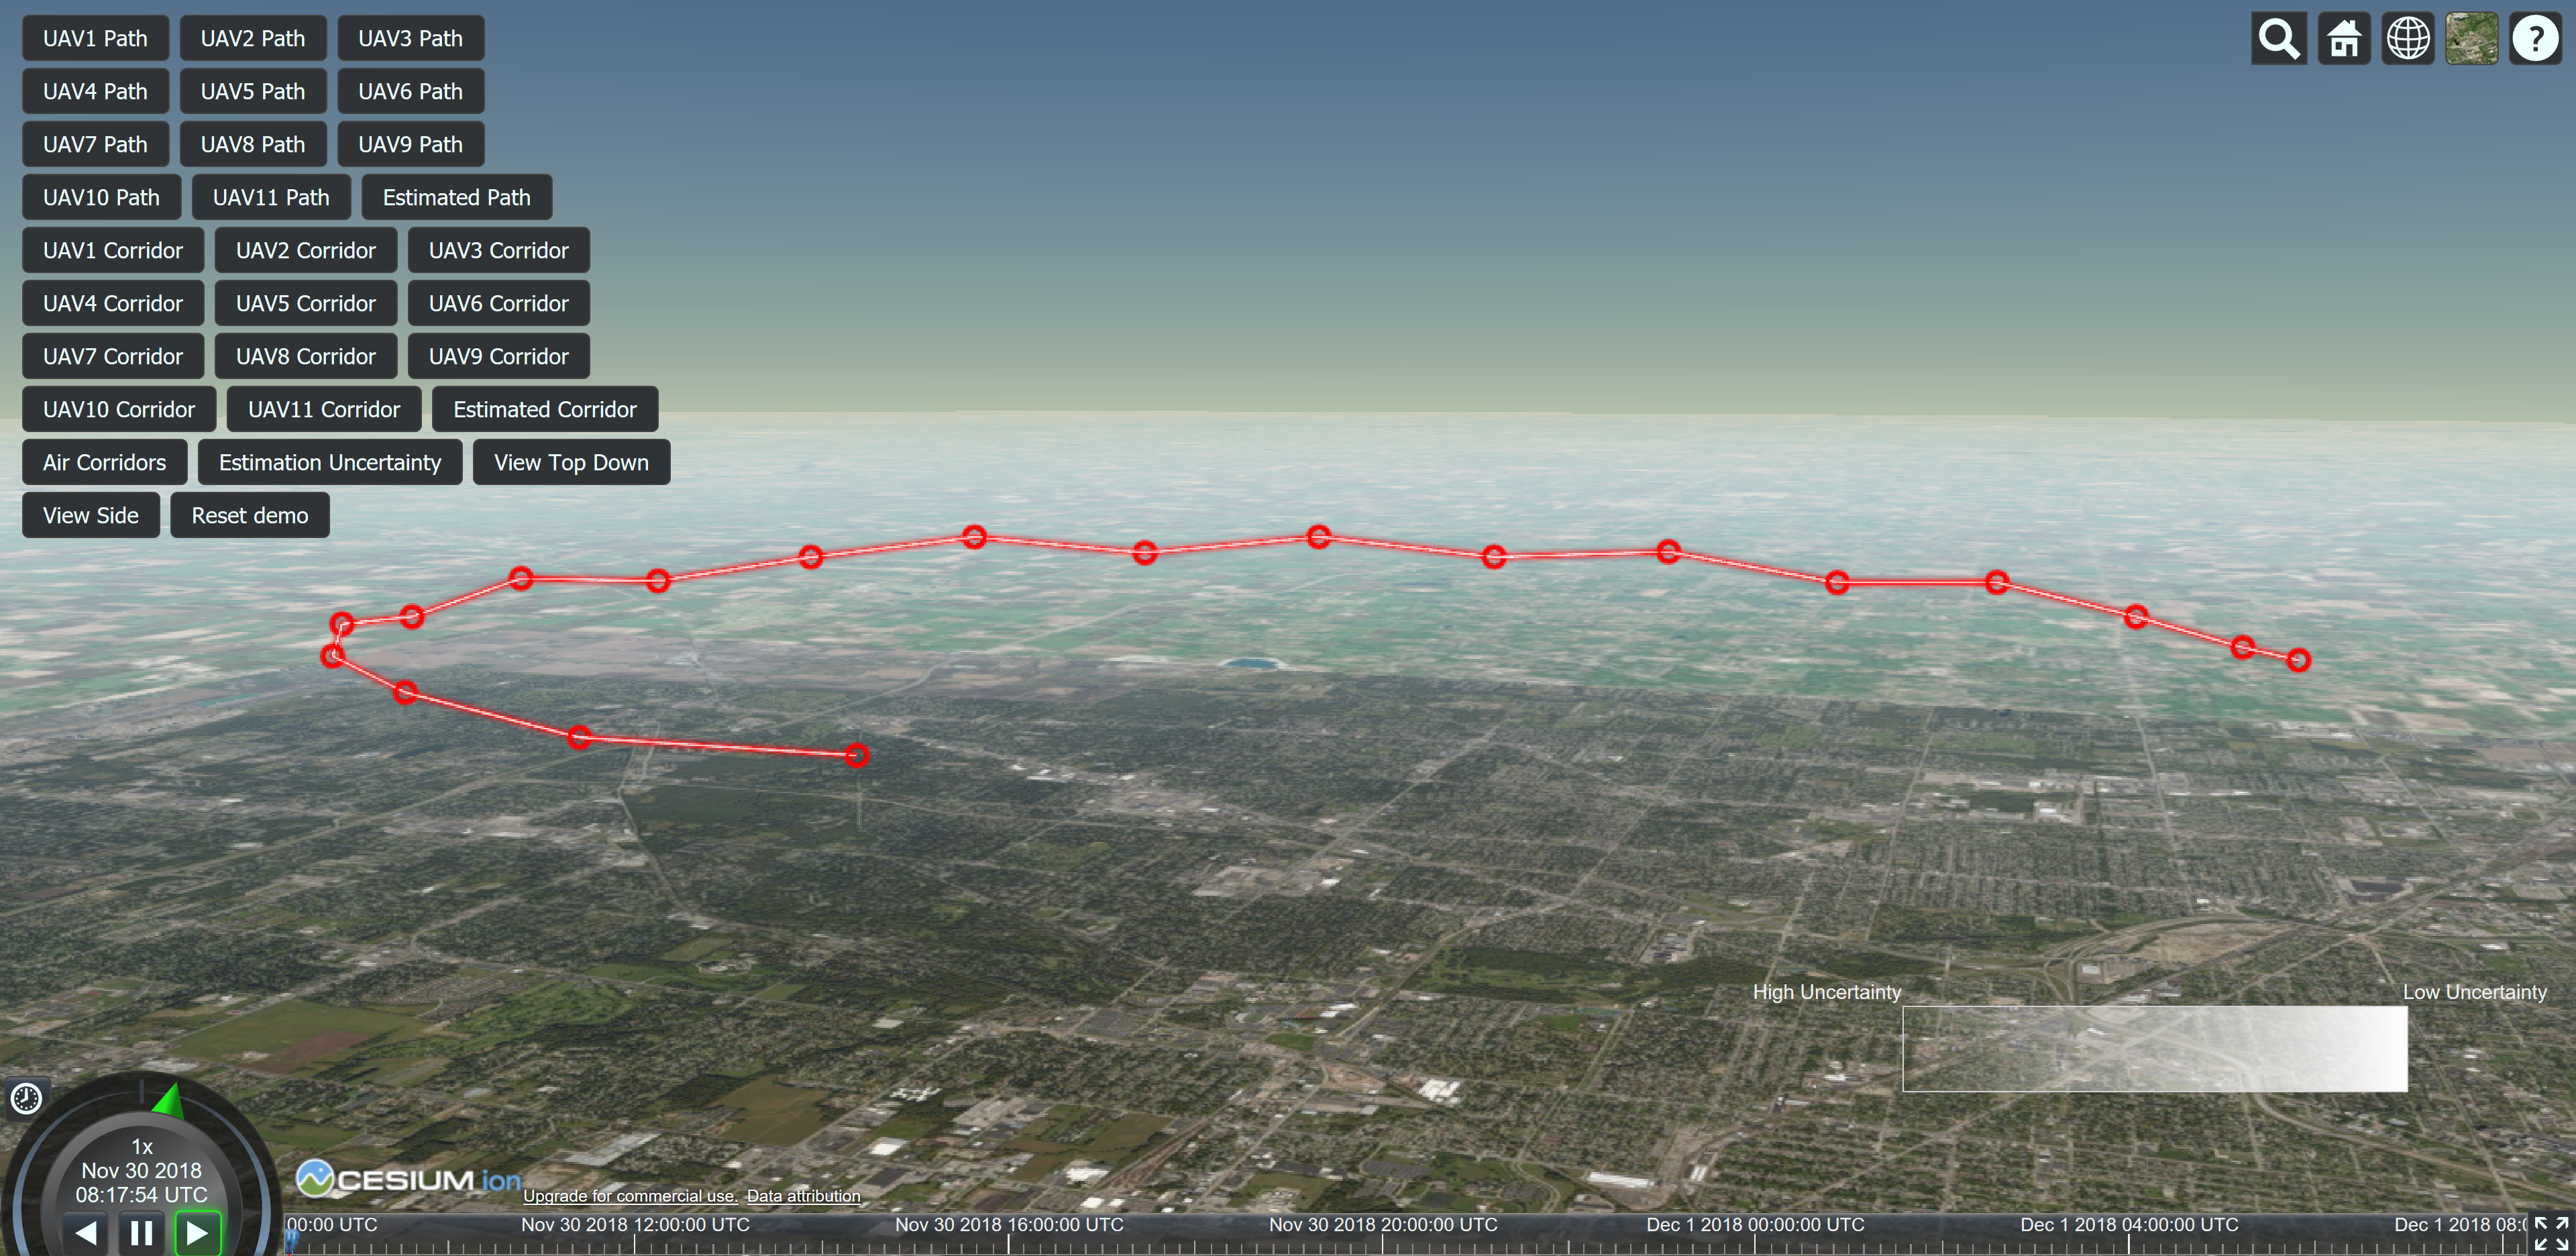 UAV1 Path UAV2 Path UAV3 Path
UAV4 Path UAV5 Path UAV6 Path
UAV7 Path UAV8 Path UAV9 Path
UAV10 Path UAV11 Path Estimated Path
UAV1 Corridor UAV2 Corridor UAV3 Corridor
UAV4 Corridor UAV5 Corridor UAV6 Corridor
UAV7 Corridor UAV8 Corridor UAV9 Corridor
UAV10 Corridor UAV11 Corridor Estimated Corridor
Air Corridors Estimation Uncertainty View Top Down
View Side Reset demo
?
High Uncertainty Low Uncertainty
1x
Nov 30 2018
08:17:54 UTC
CESIUM ion Upgrade for commercial use. Data attribution
00:00 UTC Nov 30 2018 12:00:00 UTC Nov 30 2018 16:00:00 UTC Nov 30 2018 20:00:00 UTC Dec 1 2018 00:00:00 UTC Dec 1 2018 04:00:00 UTC Dec 1 2018 08: